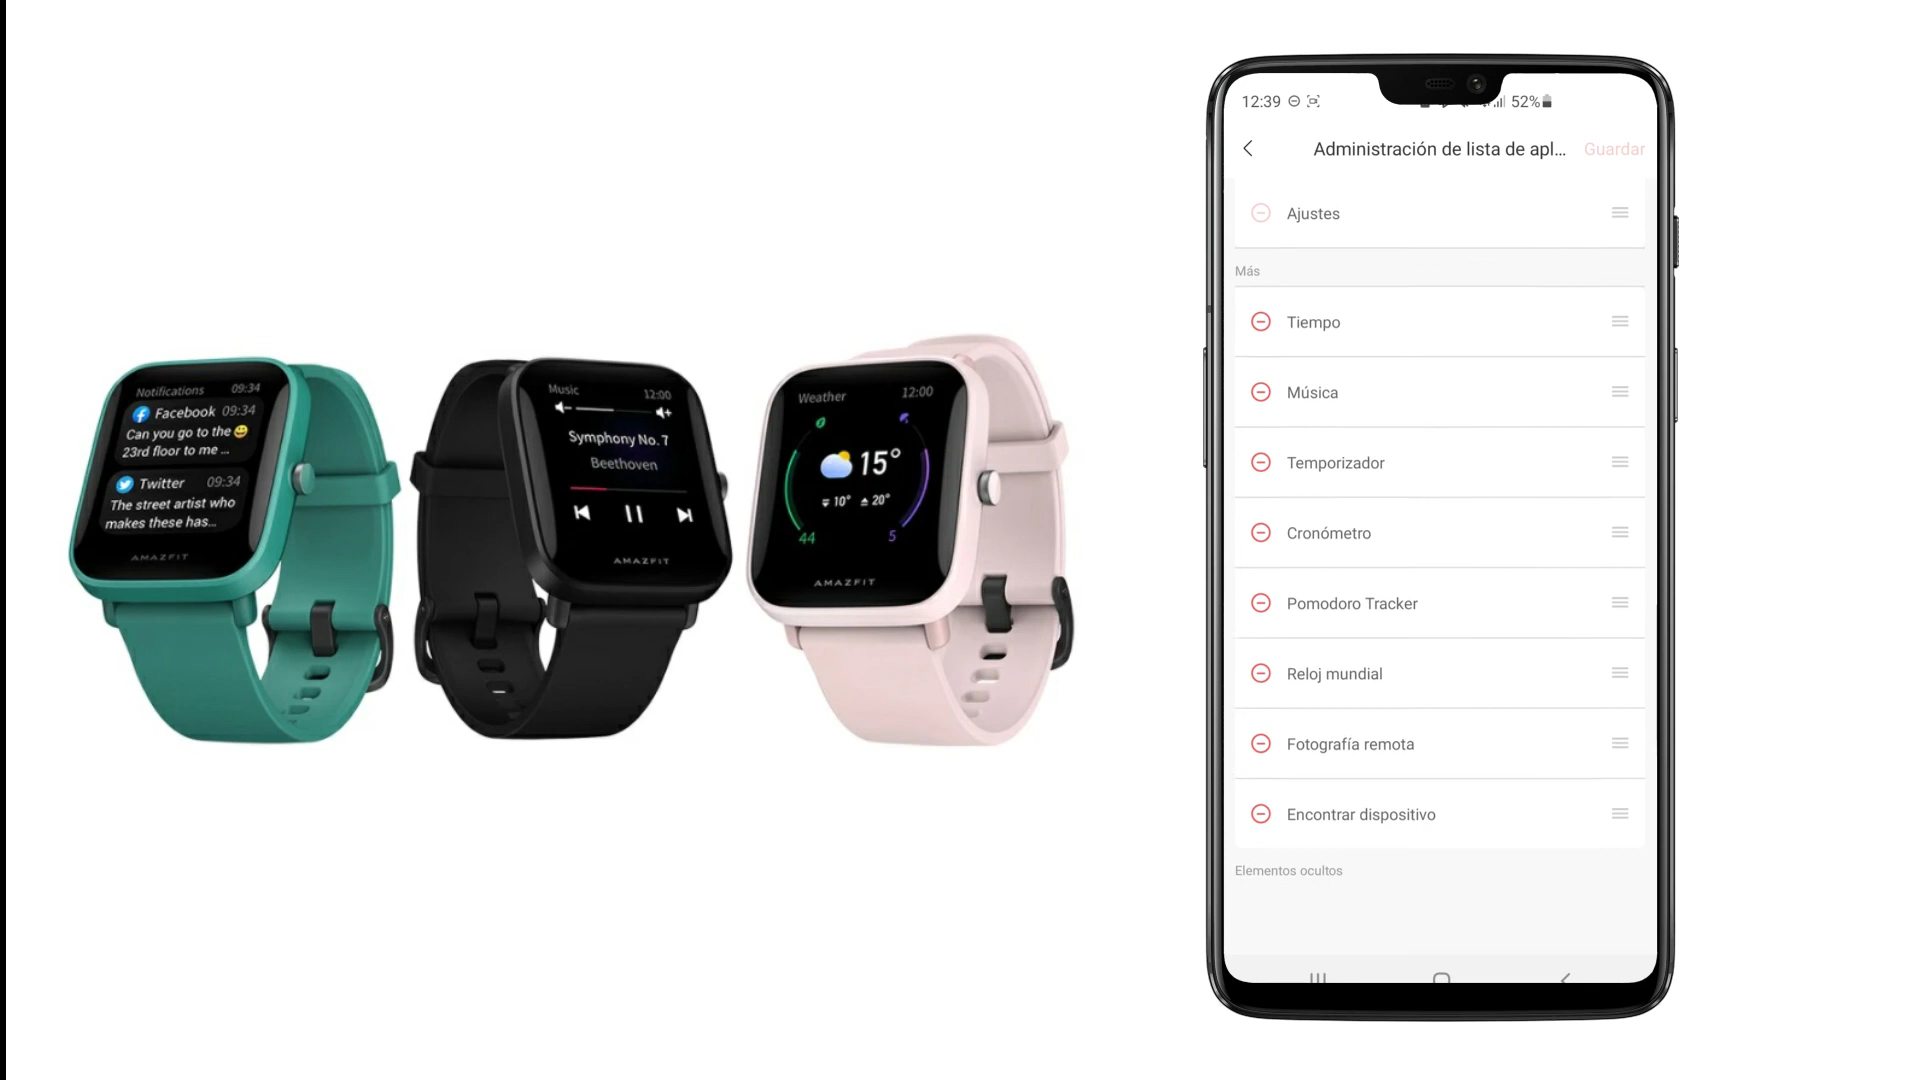 Notifications 09:34
Facebook 09:34
Can you go to the 😀
23rd floor to me ...
Twitter 09:34
The street artist who
makes these has...
AMAZFIT
Music 12:00
Symphony No. 7
Beethoven
AMAZFIT
Weather 12:00
15°
10° 20°
44 5
AMAZFIT
12:39 52%
Administración de lista de apl... Guardar
Ajustes
Más
Tiempo
Música
Temporizador
Cronómetro
Pomodoro Tracker
Reloj mundial
Fotografía remota
Encontrar dispositivo
Elementos ocultos